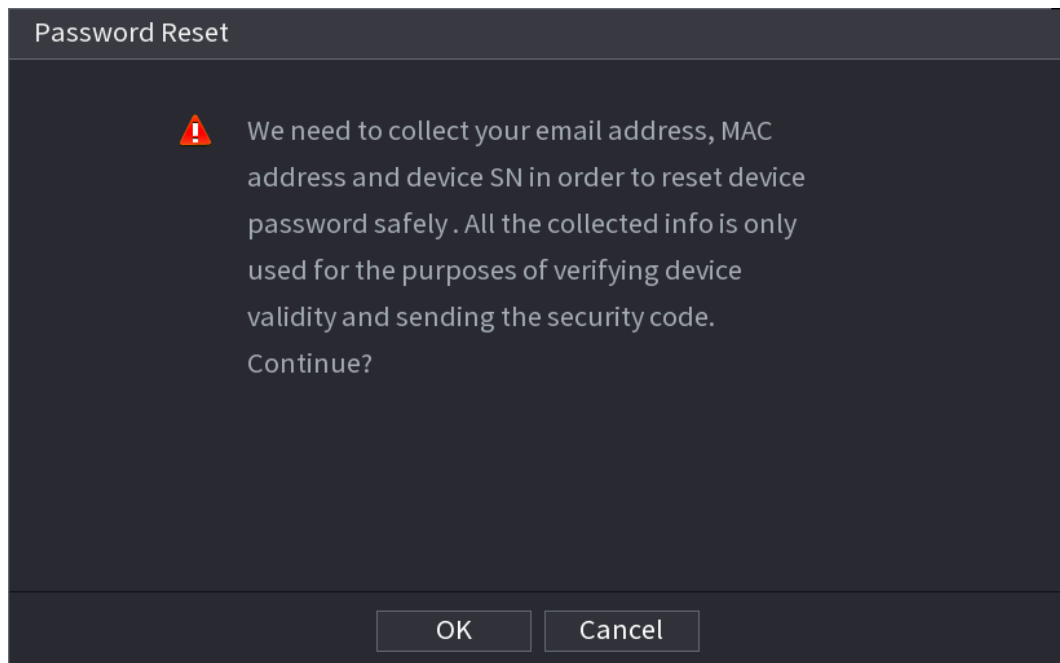 Password Reset
We need to collect your email address, MAC
address and device SN in order to reset device
password safely . All the collected info is only
used for the purposes of verifying device
validity and sending the security code.
Continue?
OK
Cancel